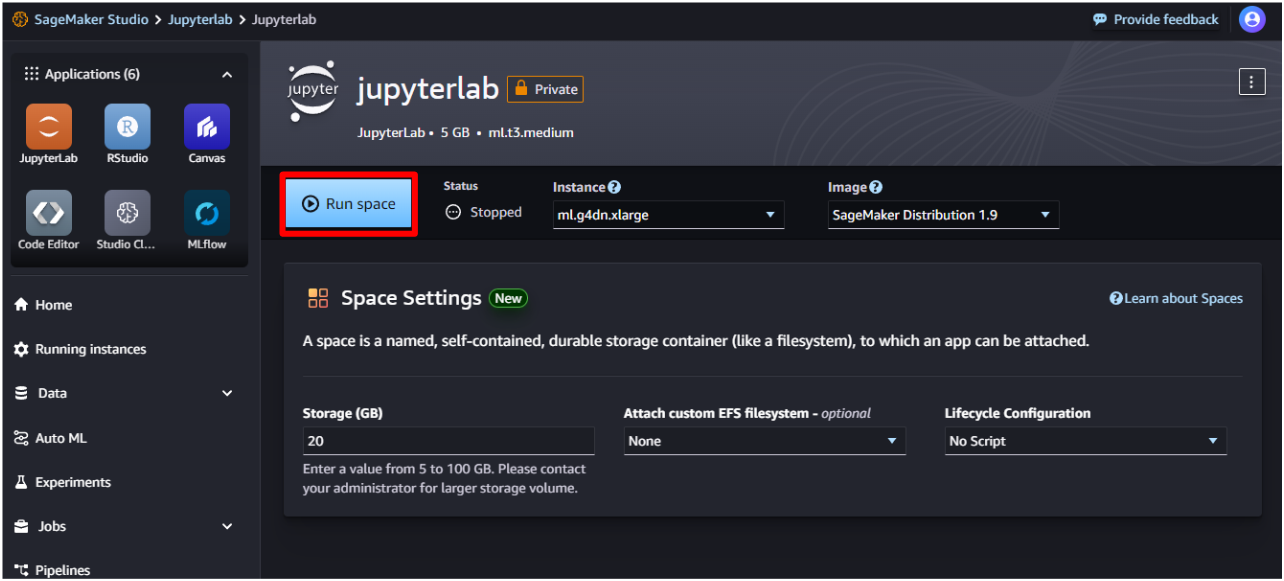 SageMaker Studio > Jupyterlab > Jupyterlab
Provide feedback
Applications (6)
JupyterLab
RStudio
Canvas
Code Editor
Studio Cl...
MLflow
Home
Running instances
Data
Auto ML
Experiments
Jobs
Pipelines
jupyter
jupyterlab
Private
JupyterLab • 5 GB • ml.t3.medium
Run space
Status
Stopped
Instance
ml.g4dn.xlarge
Image
SageMaker Distribution 1.9
Space Settings
New
Learn about Spaces
A space is a named, self-contained, durable storage container (like a filesystem), to which an app can be attached.
Storage (GB)
20
Enter a value from 5 to 100 GB. Please contact
your administrator for larger storage volume.
Attach custom EFS filesystem - optional
None
Lifecycle Configuration
No Script